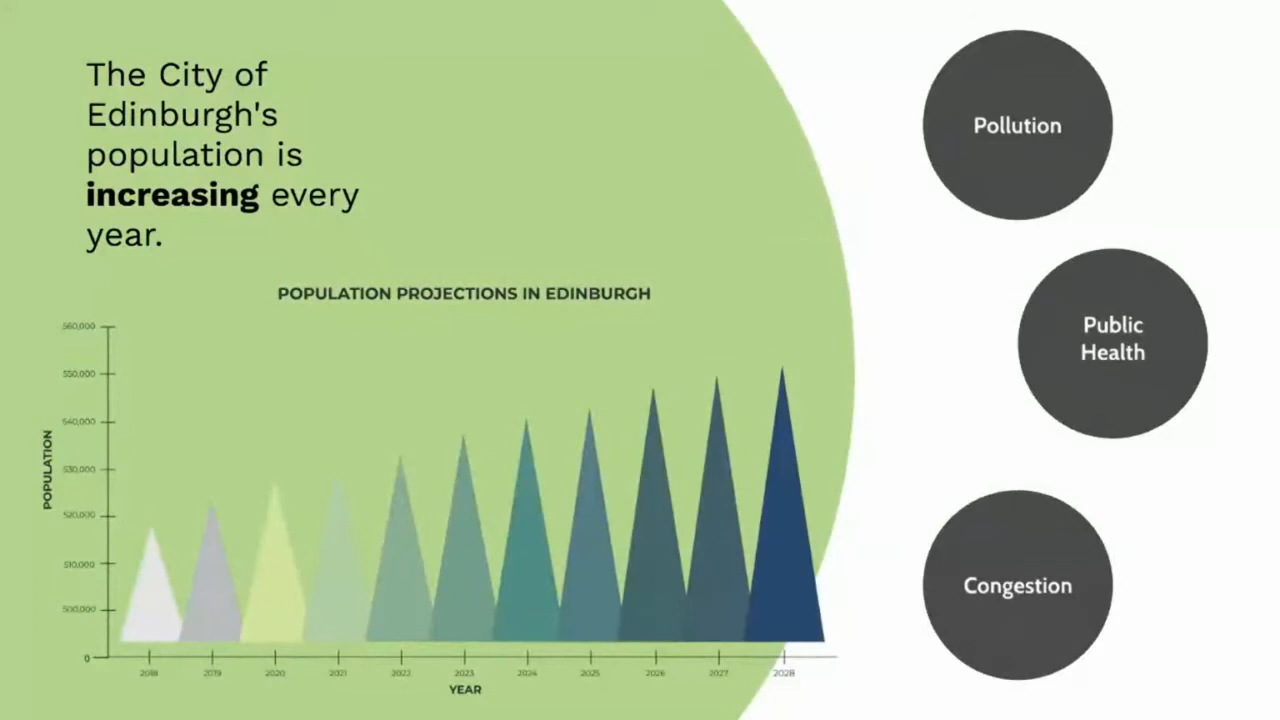 The City of
Edinburgh's
population is
increasing every
year.
POPULATION PROJECTIONS IN EDINBURGH
560,000
550,000
540,000
530,000
520,000
510,000
500,000
0
POPULATION
2018 2019 2020 2021 2022 2023 2024 2025 2026 2027 2028
YEAR
Pollution
Public
Health
Congestion